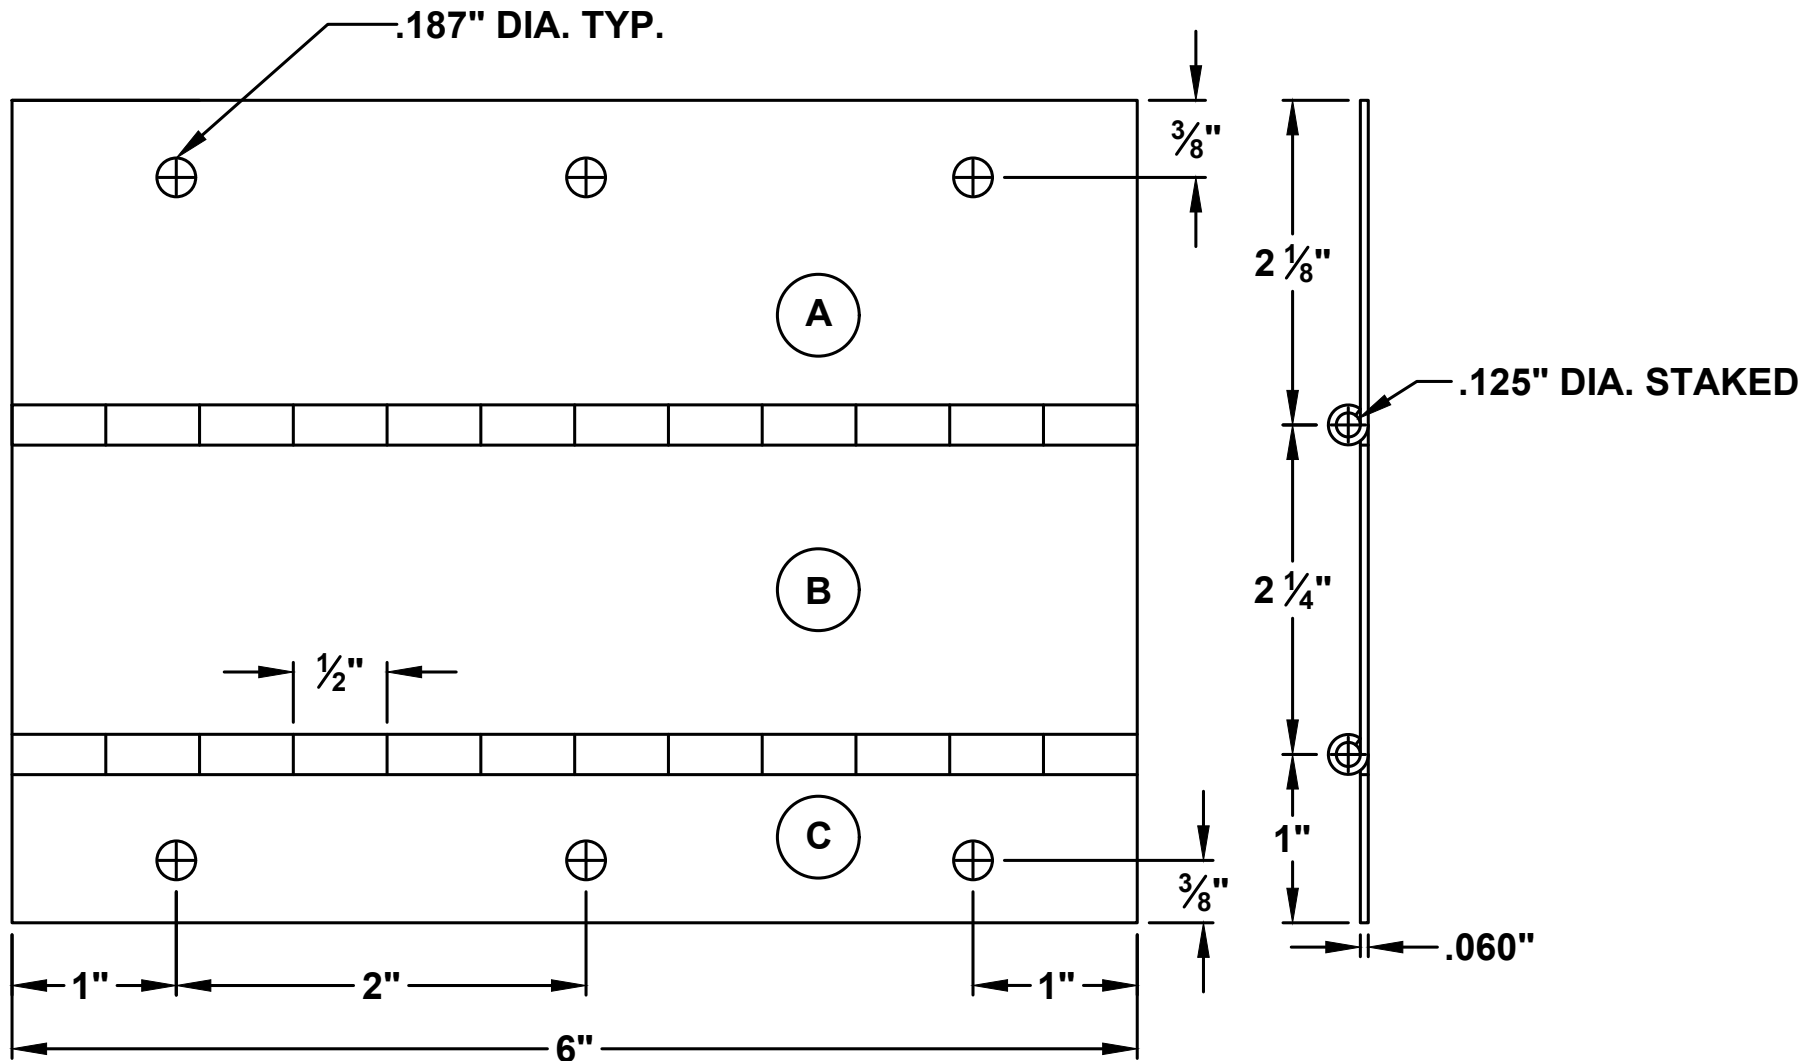 .187" DIA. TYP.
3⁄8"
2 1⁄8"
A
.125" DIA. STAKED
2 1⁄4"
B
1⁄2"
C
1"
3⁄8"
.060"
1"
2"
1"
6"